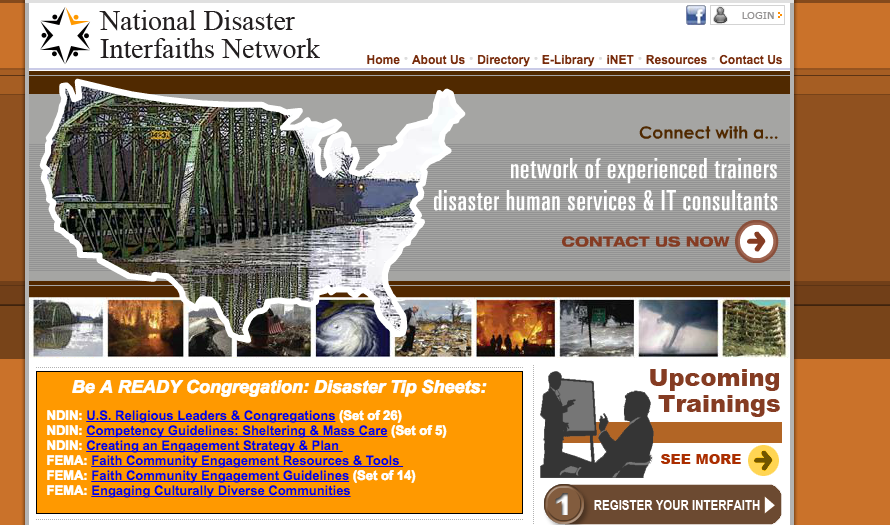 National Disaster
Interfaiths Network
LOGIN
Home About Us Directory E-Library iNET Resources Contact Us
Connect with a...
network of experienced trainers
disaster human services & IT consultants
CONTACT US NOW
Be A READY Congregation: Disaster Tip Sheets:
NDIN: U.S. Religious Leaders & Congregations (Set of 26)
NDIN: Competency Guidelines: Sheltering & Mass Care (Set of 5)
NDIN: Creating an Engagement Strategy & Plan
FEMA: Faith Community Engagement Resources & Tools
FEMA: Faith Community Engagement Guidelines (Set of 14)
FEMA: Engaging Culturally Diverse Communities
Upcoming
Trainings
SEE MORE
1 REGISTER YOUR INTERFAITH